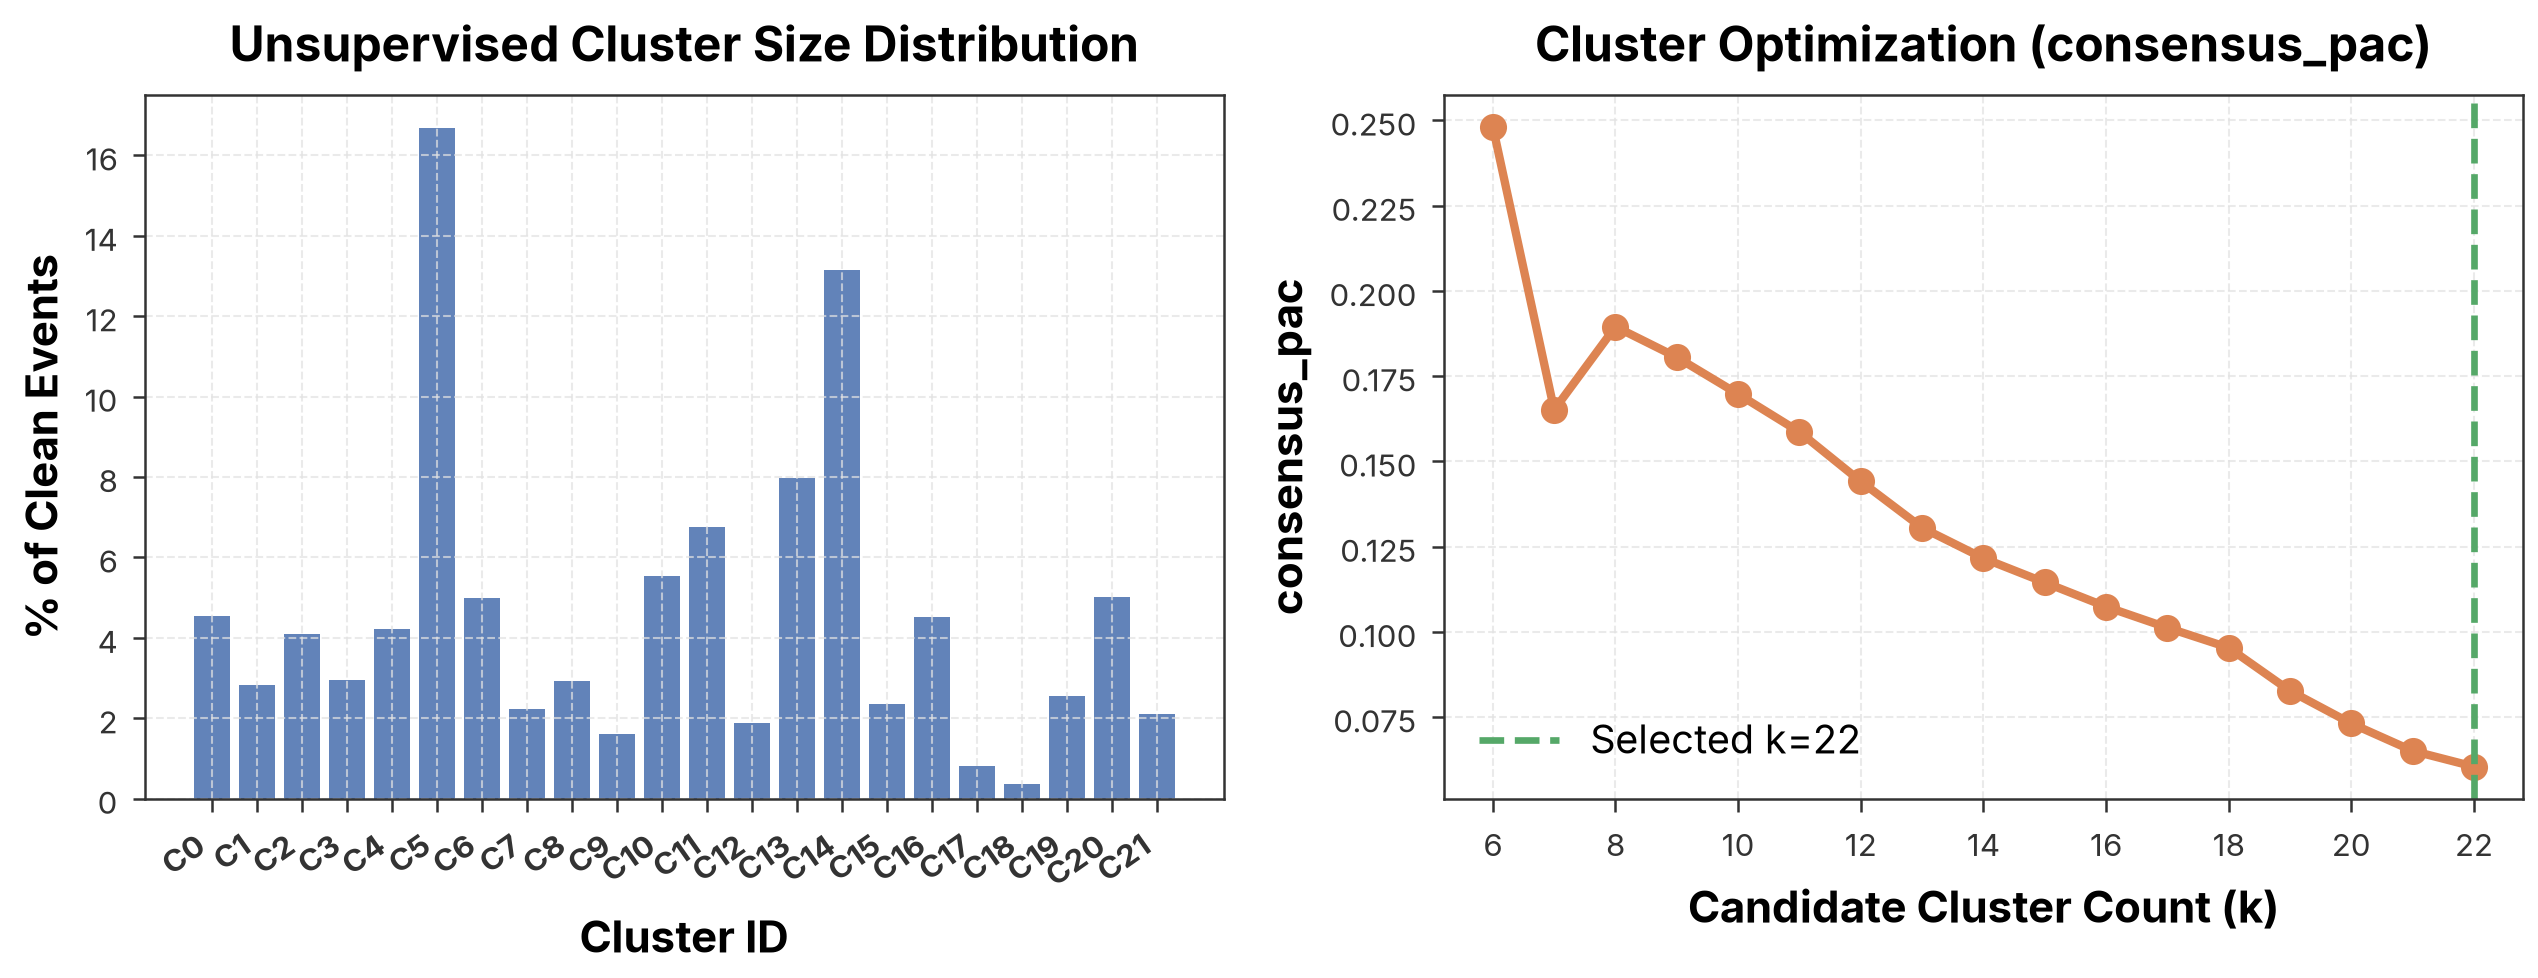 Unsupervised Cluster Size Distribution
% of Clean Events
16
14
12
10
8
6
4
2
0
C0 C1 C2 C3 C4 C5 C6 C7 C8 C9 C10 C11 C12 C13 C14 C15 C16 C17 C18 C19 C20 C21
Cluster ID
Cluster Optimization (consensus_pac)
consensus_pac
0.250
0.225
0.200
0.175
0.150
0.125
0.100
0.075
Selected k=22
6 8 10 12 14 16 18 20 22
Candidate Cluster Count (k)